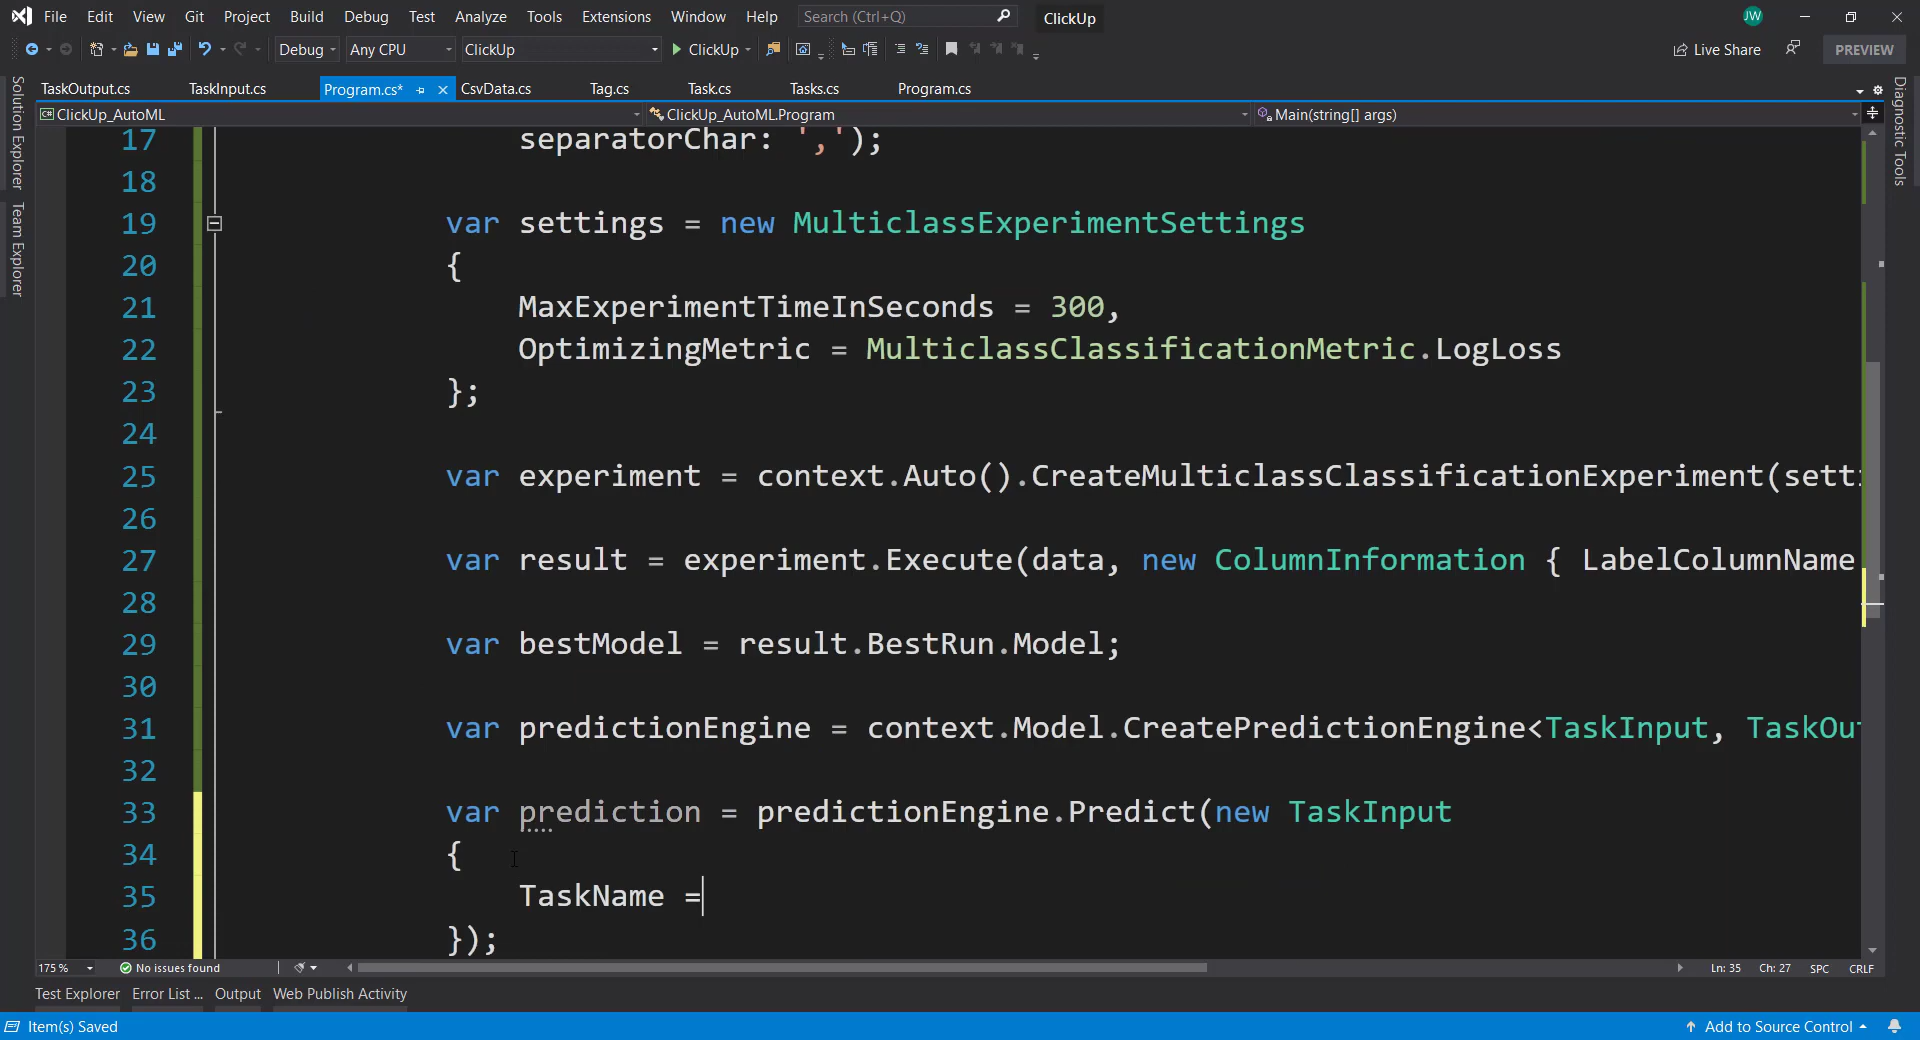 File Edit View Git Project Build Debug Test Analyze Tools Extensions Window Help Search (Ctrl+Q) ClickUp JW
Debug Any CPU ClickUp ClickUp Live Share PREVIEW
TaskOutput.cs TaskInput.cs Program.cs* CsvData.cs Tag.cs Task.cs Tasks.cs Program.cs
C# ClickUp_AutoML ClickUp_AutoML.Program Main(string[] args)
Solution Explorer
Team Explorer
Diagnostic Tools
17 separatorChar: ',');
18
19 var settings = new MulticlassExperimentSettings
20 {
21 MaxExperimentTimeInSeconds = 300,
22 OptimizingMetric = MulticlassClassificationMetric.LogLoss
23 };
24
25 var experiment = context.Auto().CreateMulticlassClassificationExperiment(setti
26
27 var result = experiment.Execute(data, new ColumnInformation { LabelColumnName
28
29 var bestModel = result.BestRun.Model;
30
31 var predictionEngine = context.Model.CreatePredictionEngine<TaskInput, TaskOut
32
33 var prediction = predictionEngine.Predict(new TaskInput
34 {
35 TaskName =
36 });
175 % No issues found Ln: 35 Ch: 27 SPC CRLF
Test Explorer Error List ... Output Web Publish Activity
Item(s) Saved Add to Source Control